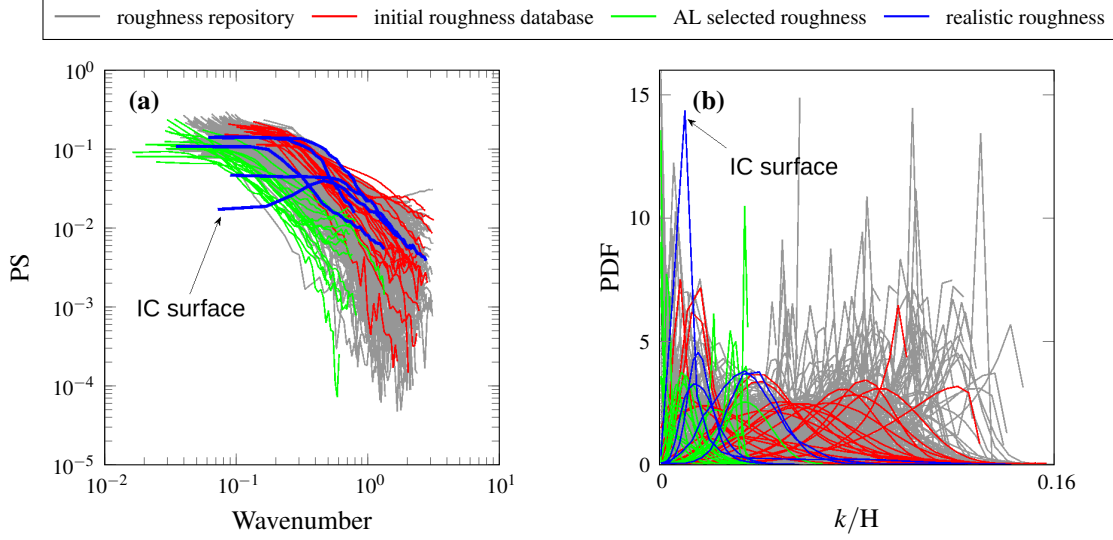 roughness repository initial roughness database AL selected roughness realistic roughness
(a)
10^0
10^−1
10^−2
10^−3
10^−4
10^−5
PS
IC surface
10^−2 10^−1 10^0 10^1
Wavenumber
(b)
15
10
5
0
PDF
IC surface
0 0.16
k/H